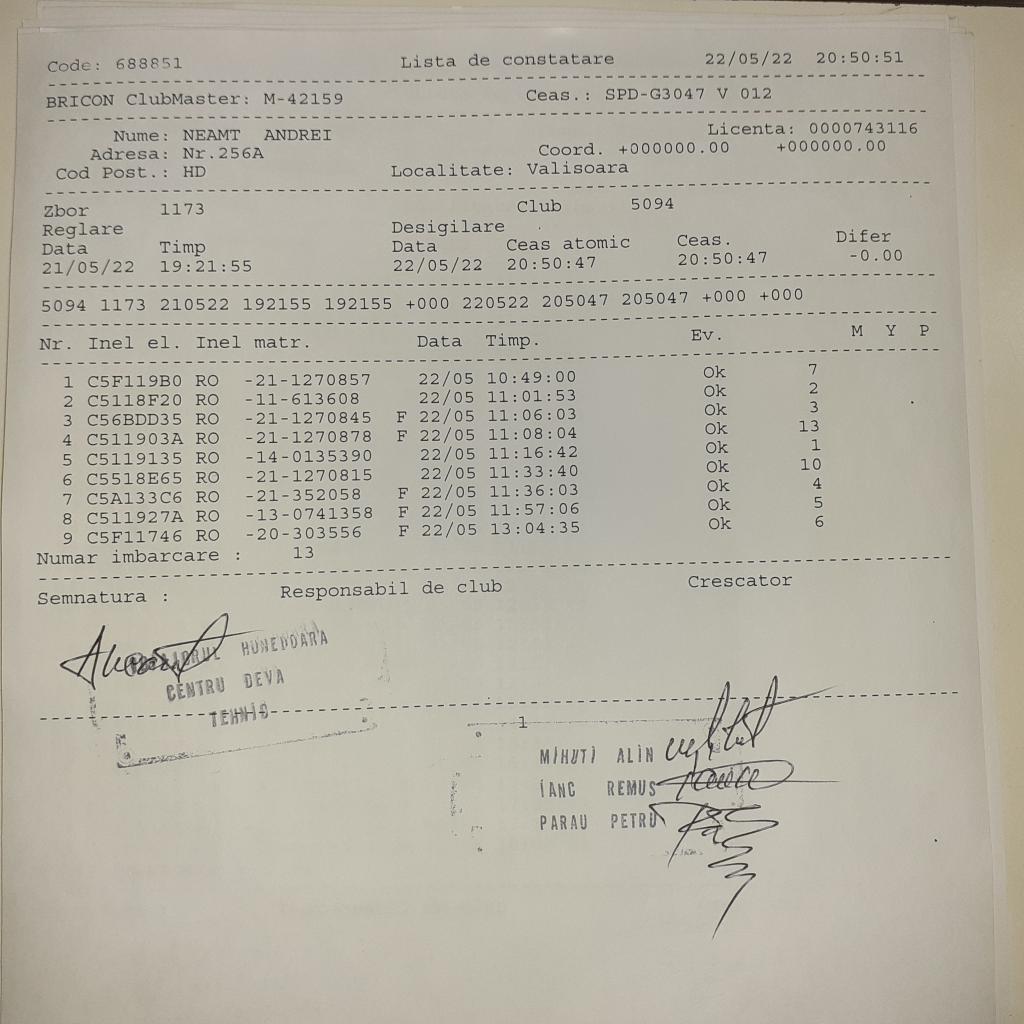 Code: 688851 Lista de constatare 22/05/22 20:50:51
BRICON ClubMaster: M-42159 Ceas.: SPD-G3047 V 012
Nume: NEAMT ANDREI Licenta: 0000743116
Adresa: Nr.256A Coord. +000000.00 +000000.00
Cod Post.: HD Localitate: Valisoara
Zbor 1173 Club 5094
Reglare Desigilare
Data Timp Data Ceas atomic Ceas. Difer
21/05/22 19:21:55 22/05/22 20:50:47 20:50:47 -0.00
5094 1173 210522 192155 192155 +000 220522 205047 205047 +000 +000
Nr. Inel el. Inel matr. Data Timp. Ev. M Y P
1 C5F119B0 RO -21-1270857 22/05 10:49:00 Ok 7
2 C5118F20 RO -11-613608 22/05 11:01:53 Ok 2
3 C56BDD35 RO -21-1270845 F 22/05 11:06:03 Ok 3
4 C511903A RO -21-1270878 F 22/05 11:08:04 Ok 13
5 C5119135 RO -14-0135390 22/05 11:16:42 Ok 1
6 C5518E65 RO -21-1270815 22/05 11:33:40 Ok 10
7 C5A133C6 RO -21-352058 F 22/05 11:36:03 Ok 4
8 C511927A RO -13-0741358 F 22/05 11:57:06 Ok 5
9 C5F11746 RO -20-303556 F 22/05 13:04:35 Ok 6
Numar imbarcare : 13
Semnatura : Responsabil de club Crescator
HUNEDOARA
CENTRU DEVA
TEHNIC
1
MIHUTI ALIN
IANC REMUS
PARAU PETRU